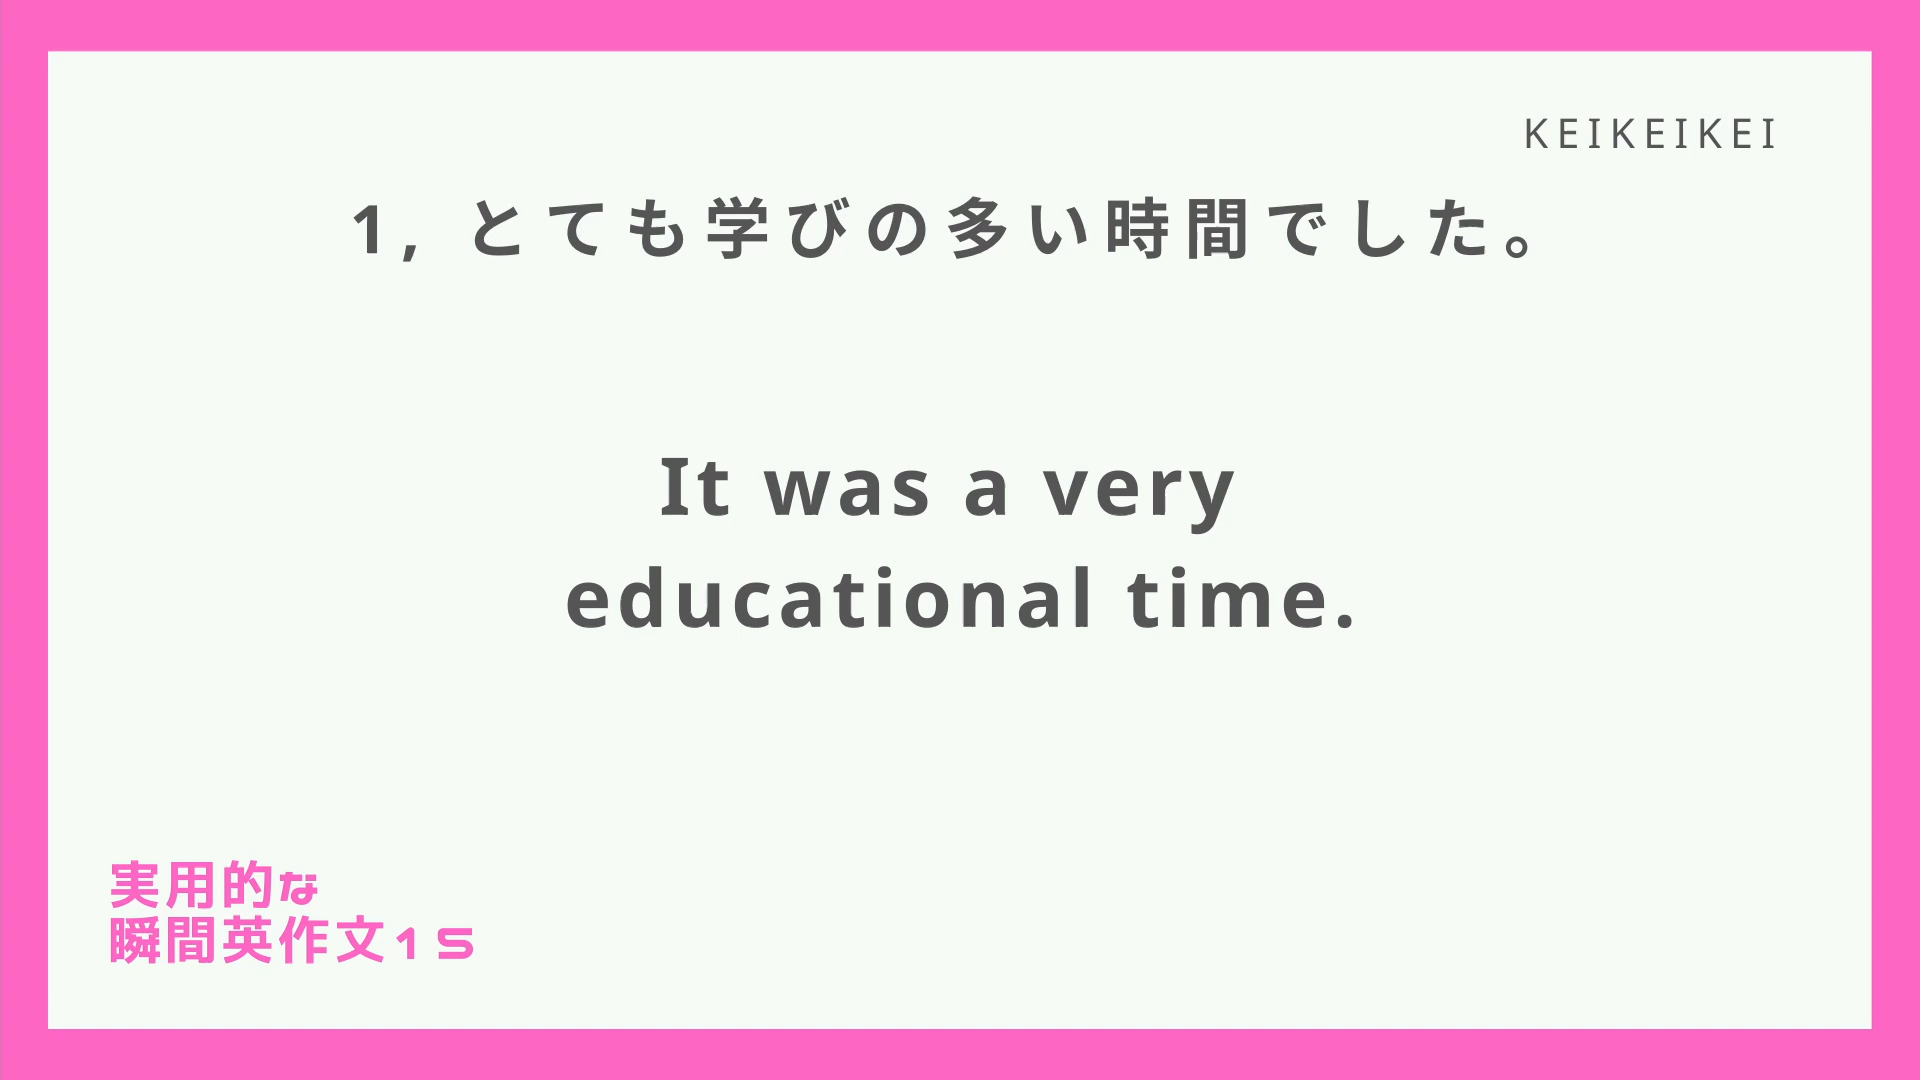 KEIKEIKEI
1, とても学びの多い時間でした。
It was a very
educational time.
実用的な
瞬間英作文15